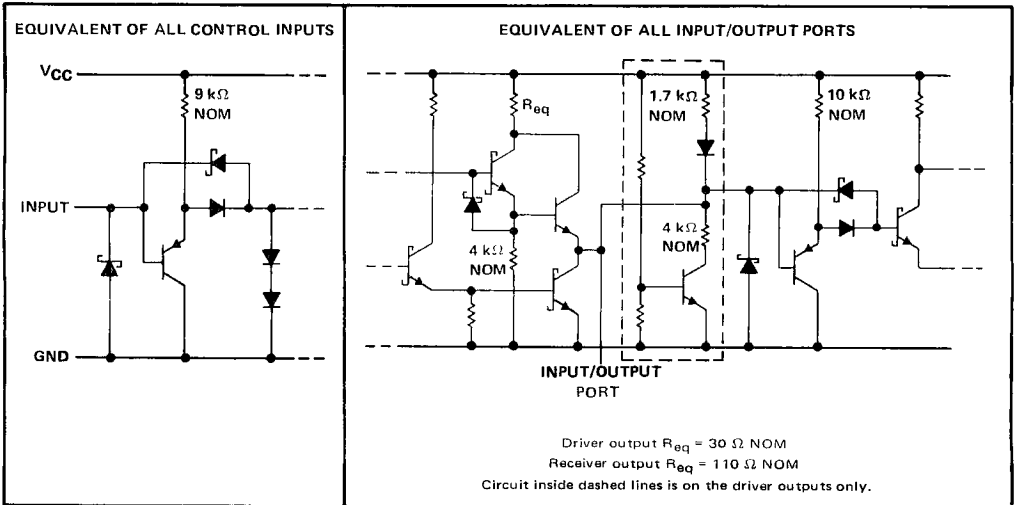 EQUIVALENT OF ALL CONTROL INPUTS
VCC
9 kΩ
NOM
INPUT
GND
EQUIVALENT OF ALL INPUT/OUTPUT PORTS
Req
4 kΩ
NOM
1.7 kΩ
NOM
4 kΩ
NOM
10 kΩ
NOM
INPUT/OUTPUT
PORT
Driver output Req = 30 Ω NOM
Receiver output Req = 110 Ω NOM
Circuit inside dashed lines is on the driver outputs only.